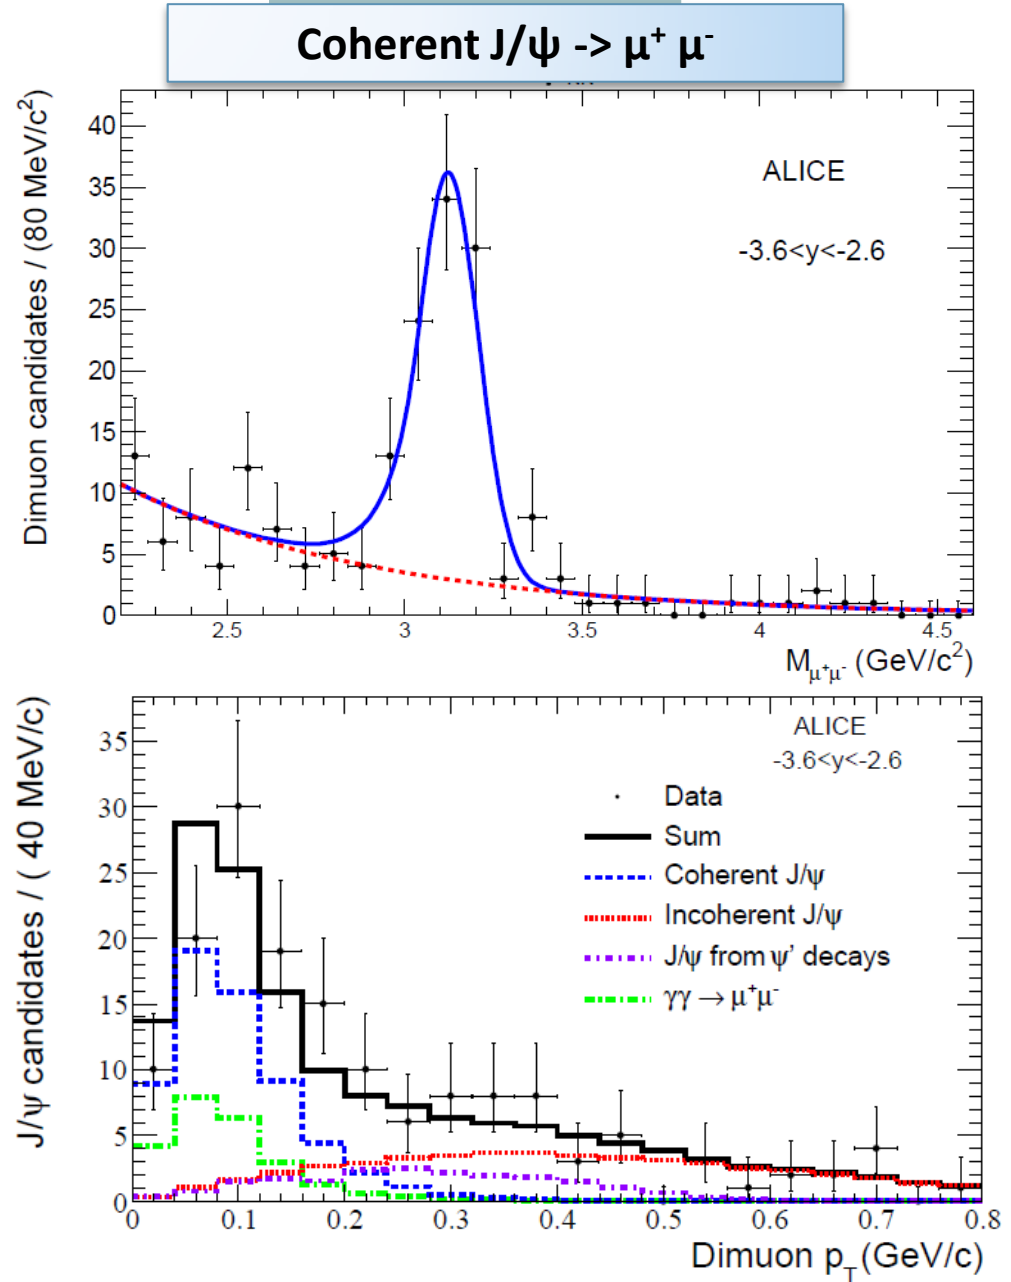 Coherent J/ψ -> μ⁺ μ⁻
Dimuon candidates / (80 MeV/c²)
40
35
30
25
20
15
10
5
0
ALICE
-3.6<y<-2.6
2.5 3 3.5 4 4.5
M_μ⁺μ⁻ (GeV/c²)
J/ψ candidates / ( 40 MeV/c)
35
30
25
20
15
10
5
0
ALICE
-3.6<y<-2.6
Data
Sum
Coherent J/ψ
Incoherent J/ψ
J/ψ from ψ' decays
γγ → μ⁺μ⁻
0 0.1 0.2 0.3 0.4 0.5 0.6 0.7 0.8
Dimuon p_T (GeV/c)